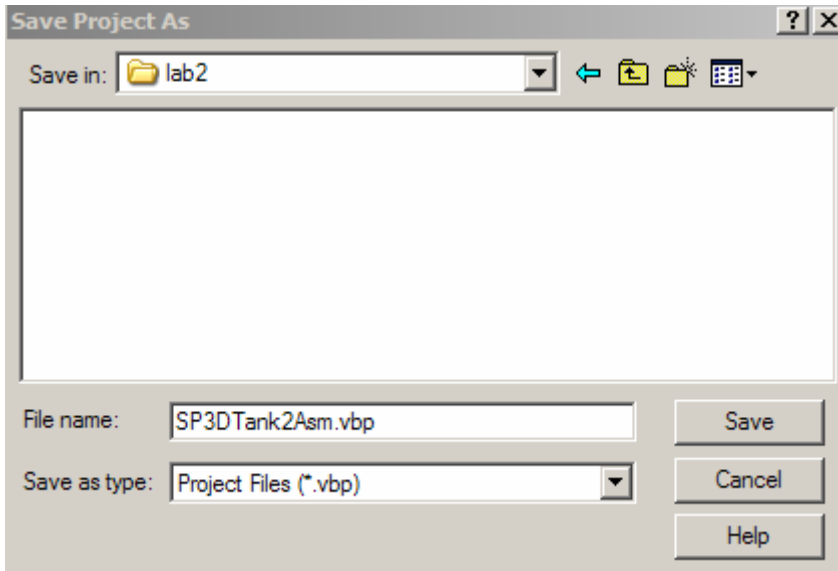 Save Project As
Save in: lab2
File name: SP3DTank2Asm.vbp Save
Save as type: Project Files (*.vbp) Cancel
Help